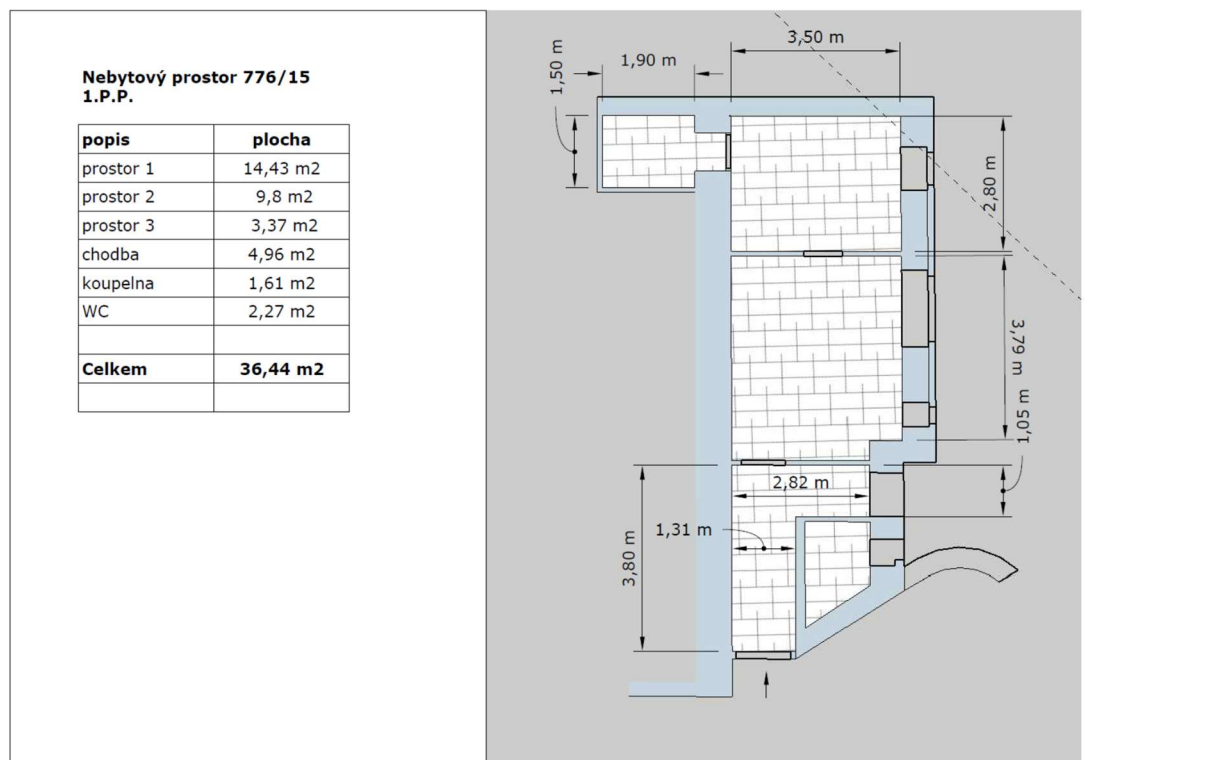 Nebytový prostor 776/15
1.P.P.
popis plocha
prostor 1 14,43 m2
prostor 2 9,8 m2
prostor 3 3,37 m2
chodba 4,96 m2
koupelna 1,61 m2
WC 2,27 m2
Celkem 36,44 m2
3,50 m
1,90 m
1,50 m
2,80 m
3,79 m
1,05 m
2,82 m
1,31 m
3,80 m